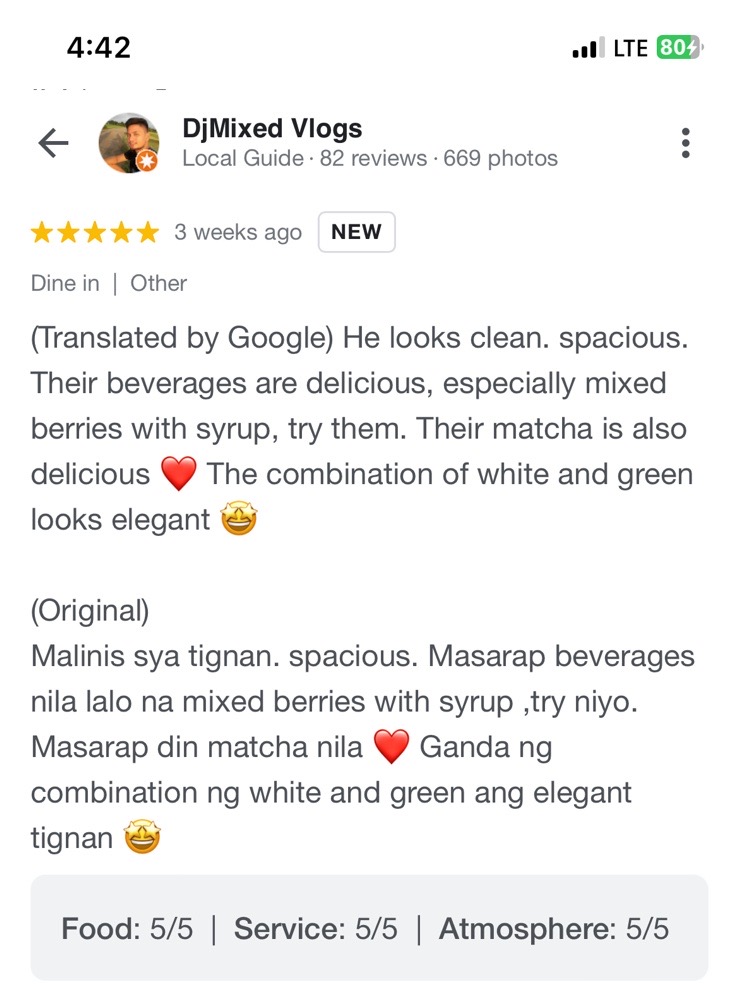 4:42
LTE 80
DjMixed Vlogs
Local Guide · 82 reviews · 669 photos
3 weeks ago NEW
Dine in | Other
(Translated by Google) He looks clean. spacious.
Their beverages are delicious, especially mixed
berries with syrup, try them. Their matcha is also
delicious ❤️ The combination of white and green
looks elegant 🤩
(Original)
Malinis sya tignan. spacious. Masarap beverages
nila lalo na mixed berries with syrup ,try niyo.
Masarap din matcha nila ❤️ Ganda ng
combination ng white and green ang elegant
tignan 🤩
Food: 5/5 | Service: 5/5 | Atmosphere: 5/5